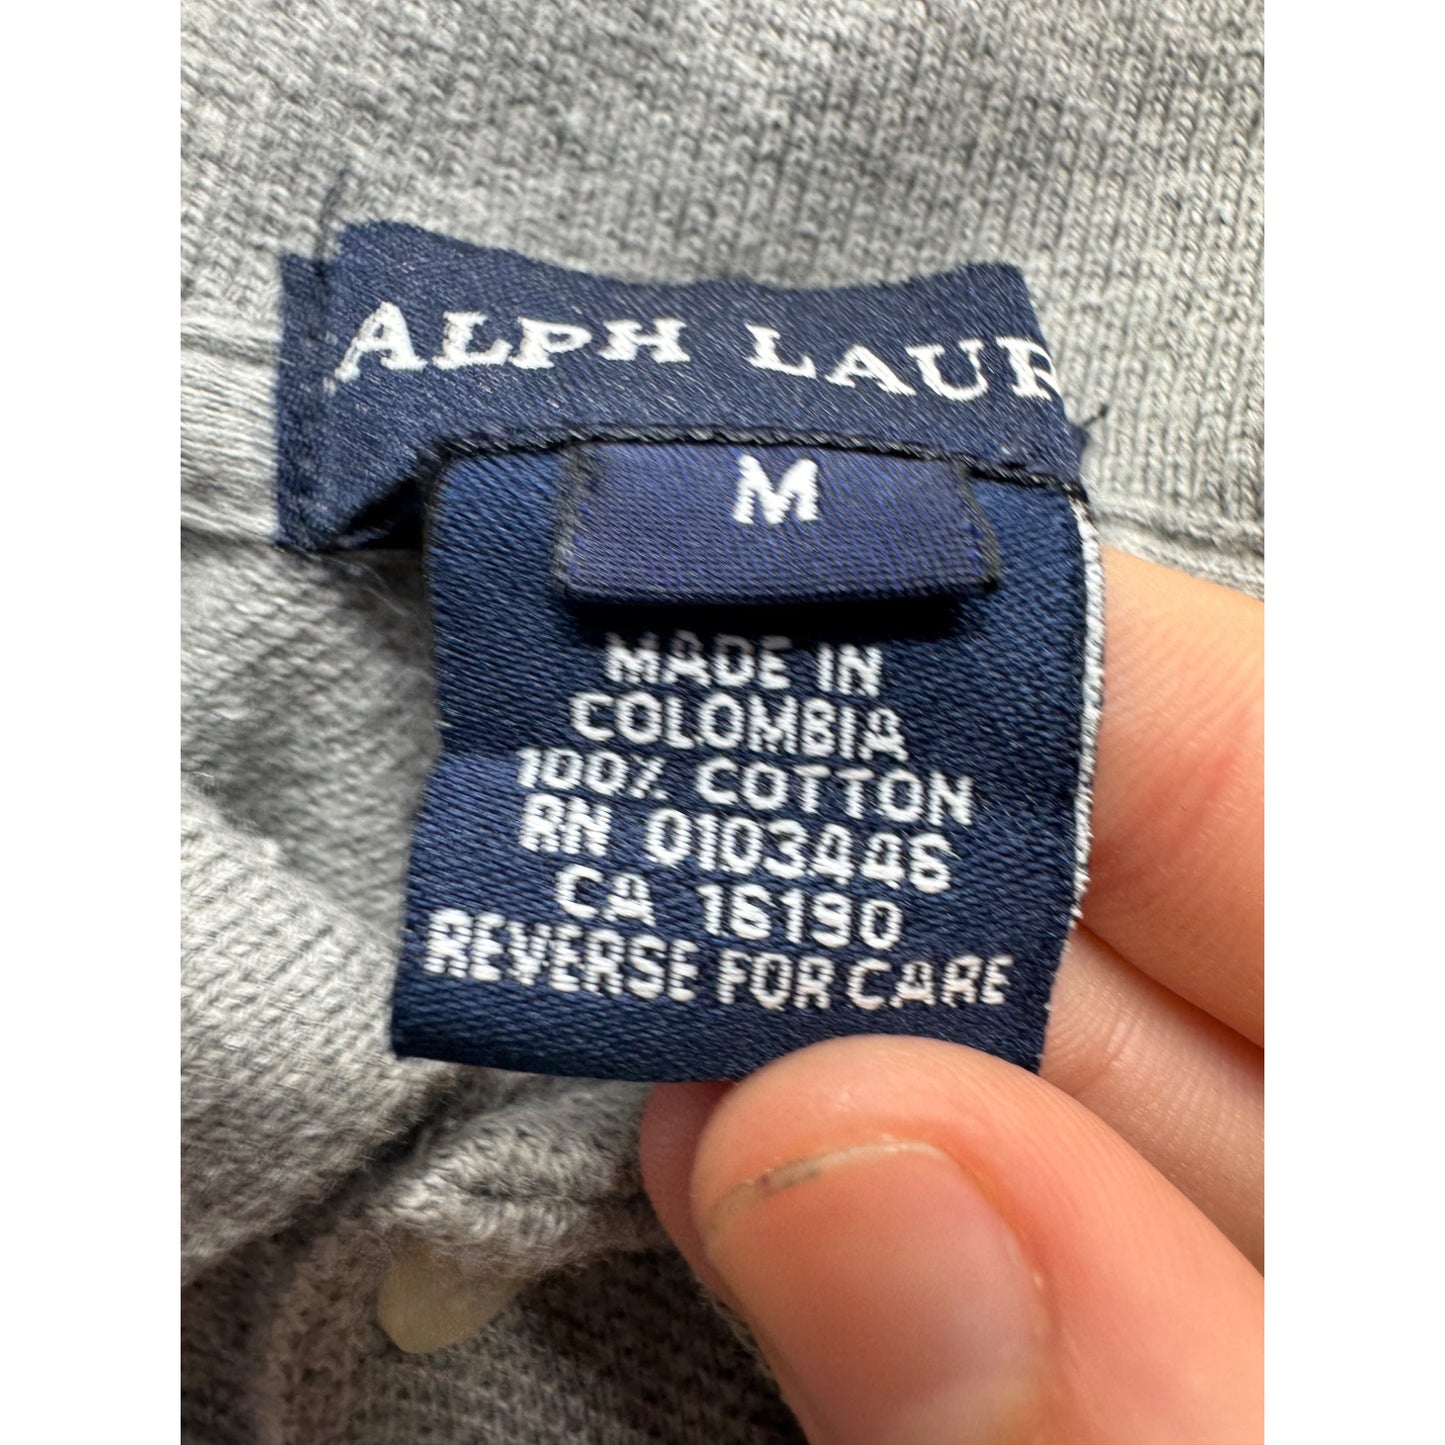 ALPH LAUR
M
MADE IN
COLOMBIA
100% COTTON
RN 0103446
CA 16190
REVERSE FOR CARE